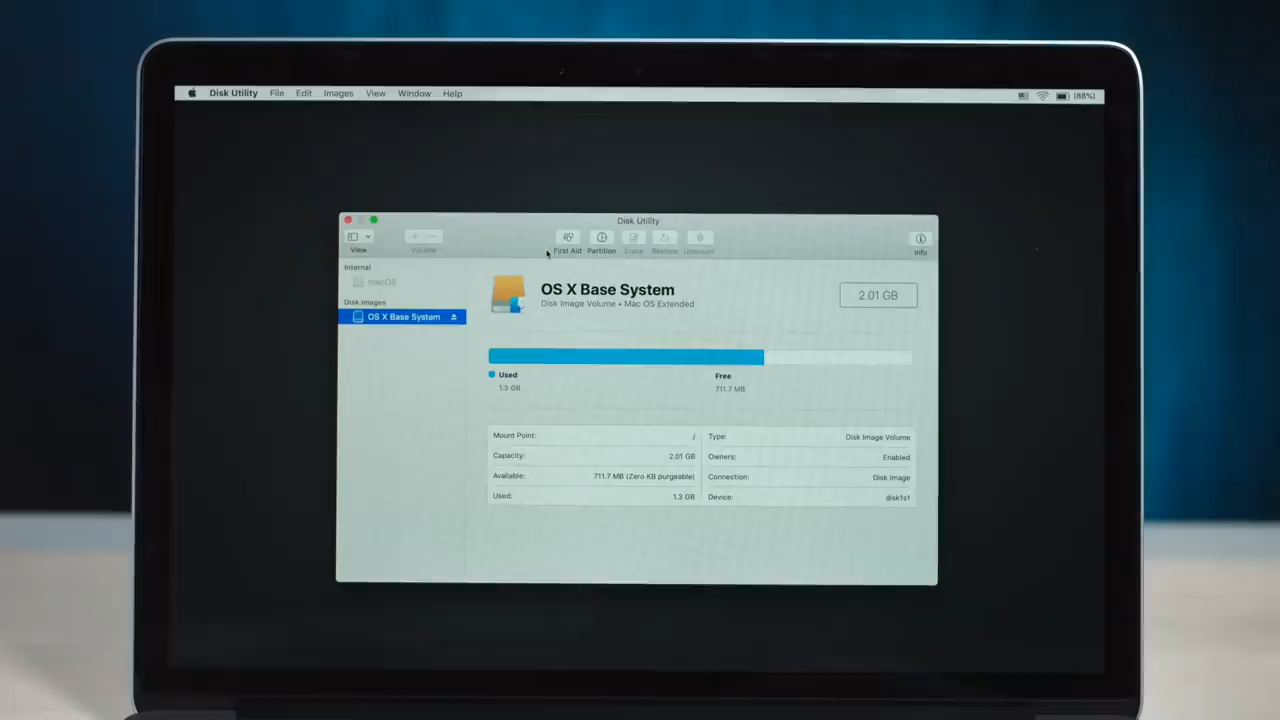 Disk Utility File Edit Images View Window Help (88%)
Disk Utility
View Volume First Aid Partition Erase Restore Unmount Info
Internal
macOS
Disk Images
OS X Base System
OS X Base System
Disk Image Volume • Mac OS Extended
2.01 GB
Used
1.3 GB
Free
711.7 MB
Mount Point: /
Capacity: 2.01 GB
Available: 711.7 MB (Zero KB purgeable)
Used: 1.3 GB
Type: Disk Image Volume
Owners: Enabled
Connection: Disk Image
Device: disk1s1